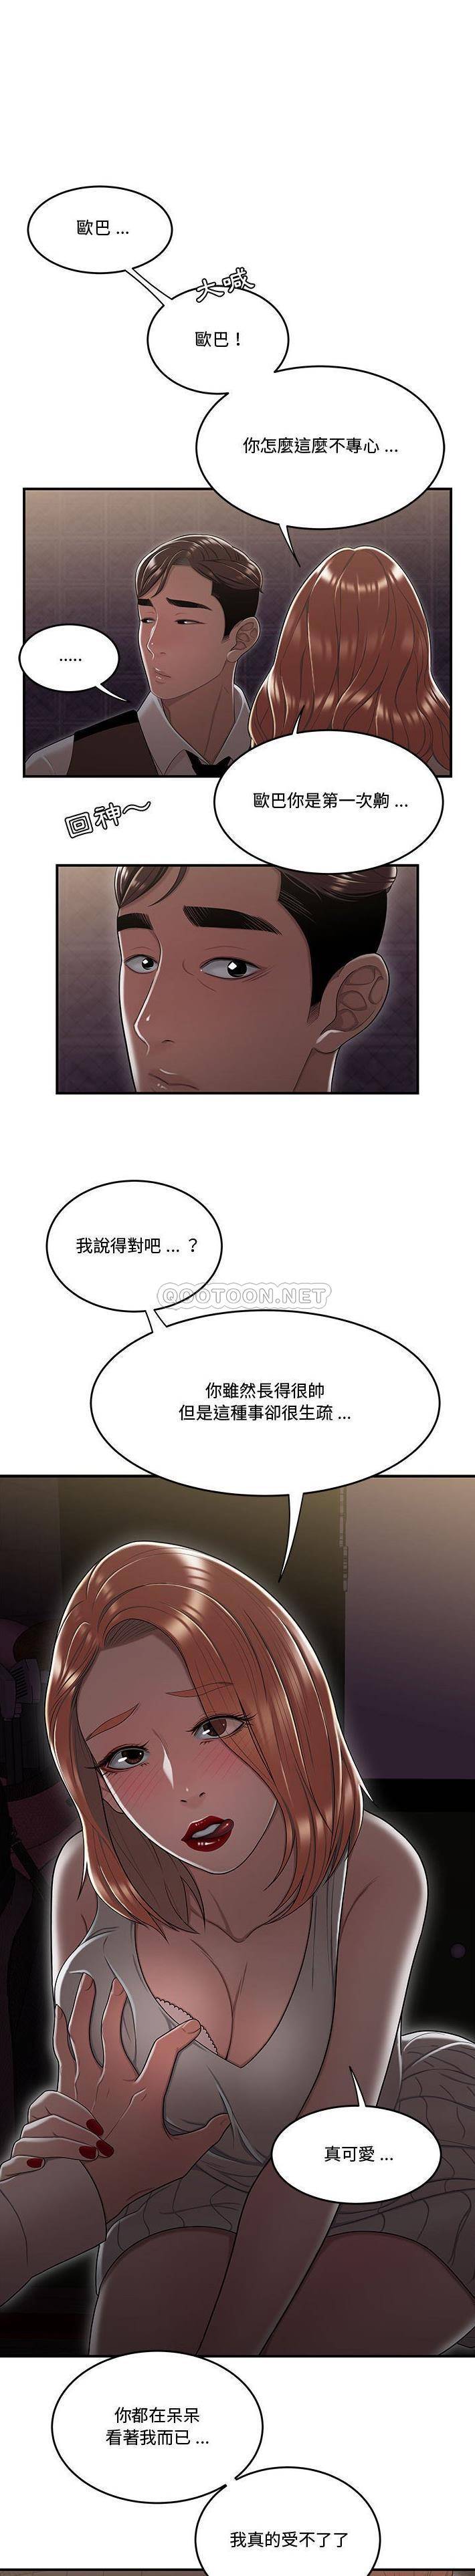 歐巴 ...
大喊
歐巴！
你怎麼這麼不專心 ...
.....
歐巴你是第一次齁 ...
回神～
我說得對吧 ... ？
QOOTOON.NET
你雖然長得很帥
但是這種事卻很生疏 ...
真可愛 ...
你都在呆呆
看著我而已 ...
我真的受不了了